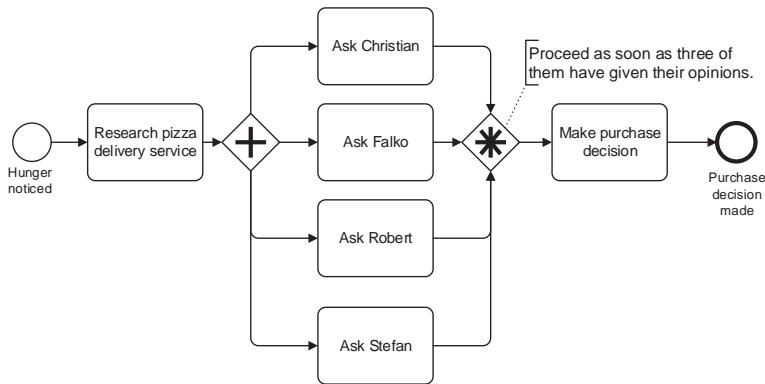 Hunger
noticed
Research pizza
delivery service
Ask Christian
Ask Falko
Ask Robert
Ask Stefan
Proceed as soon as three of
them have given their opinions.
Make purchase
decision
Purchase
decision
made